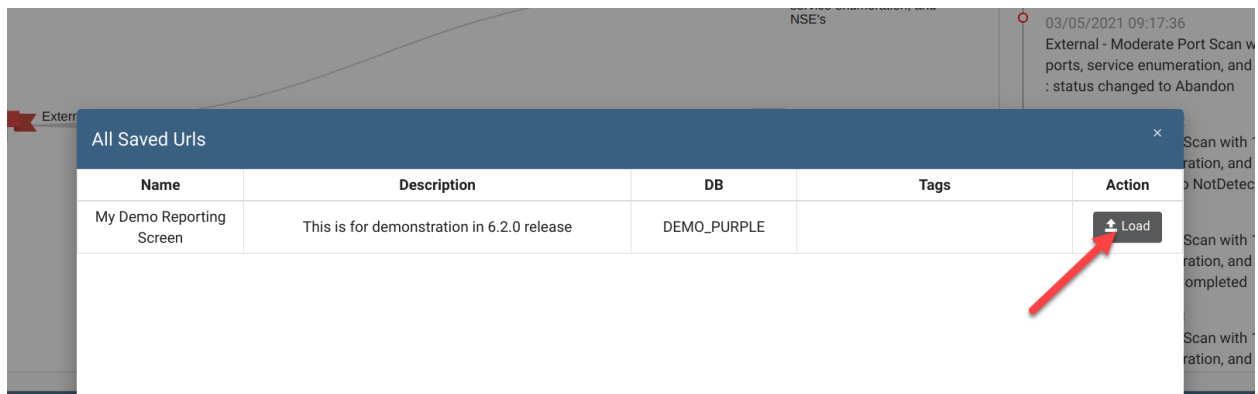 NSE's
03/05/2021 09:17:36
External - Moderate Port Scan w
ports, service enumeration, and
: status changed to Abandon
Extern
All Saved Urls
×
Scan with 1
ration, and
o NotDetec
Name Description DB Tags Action
My Demo Reporting
Screen
This is for demonstration in 6.2.0 release
DEMO_PURPLE
Load
Scan with 1
ration, and
ompleted
Scan with 1
ration, and